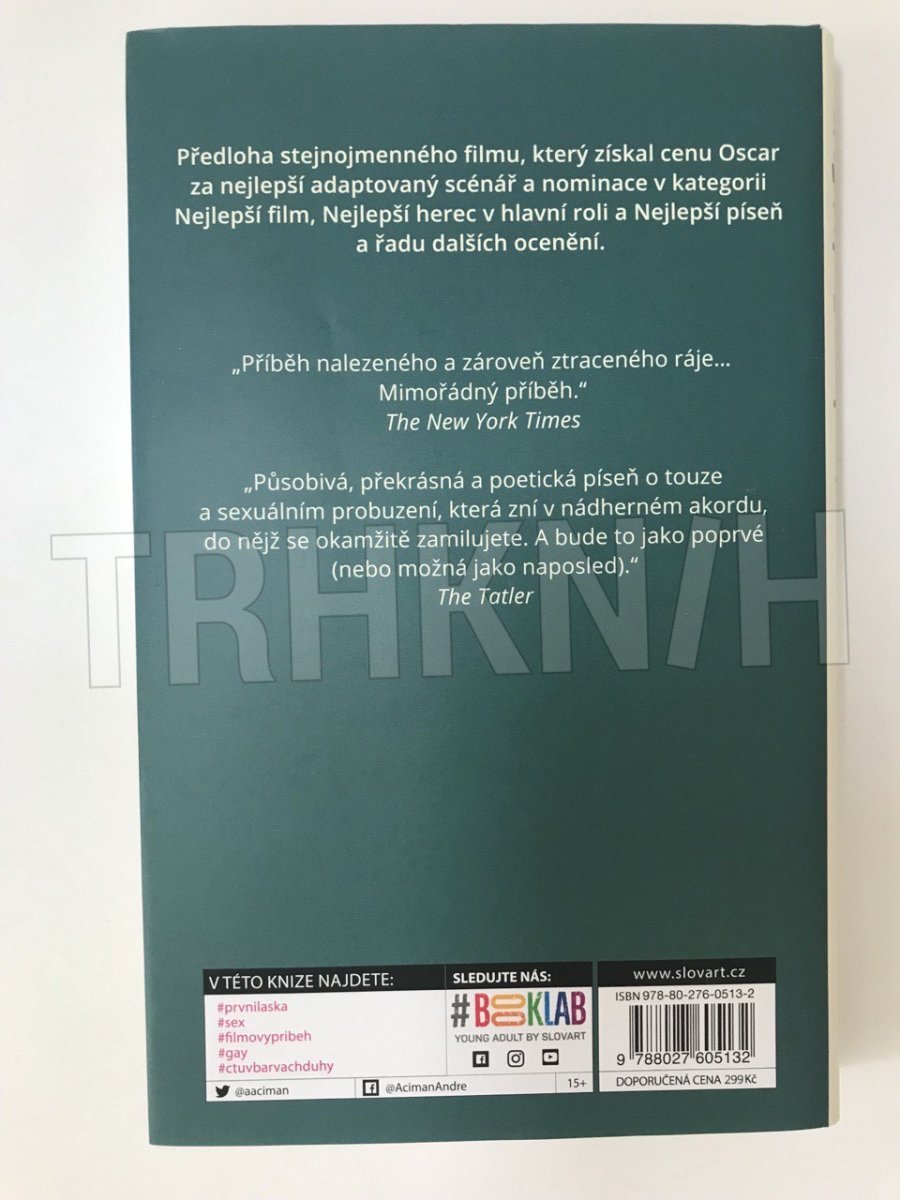 Předloha stejnojmenného filmu, který získal cenu Oscar
za nejlepší adaptovaný scénář a nominace v kategorii
Nejlepší film, Nejlepší herec v hlavní roli a Nejlepší píseň
a řadu dalších ocenění.
„Příběh nalezeného a zároveň ztraceného ráje...
Mimořádný příběh.“
The New York Times
„Působivá, překrásná a poetická píseň o touze
a sexuálním probuzení, která zní v nádherném akordu,
do nějž se okamžitě zamilujete. A bude to jako poprvé
(nebo možná jako naposled).“
The Tatler
TRHKNIH
V TÉTO KNIZE NAJDETE:
#prvnilaska
#sex
#filmovypribeh
#gay
#ctuvbarvachduhy
@aaciman
@AcimanAndre
15+
SLEDUJTE NÁS:
#BOOKLAB
YOUNG ADULT BY SLOVART
www.slovart.cz
ISBN 978-80-276-0513-2
9 788027 605132
DOPORUČENÁ CENA 299 KČ